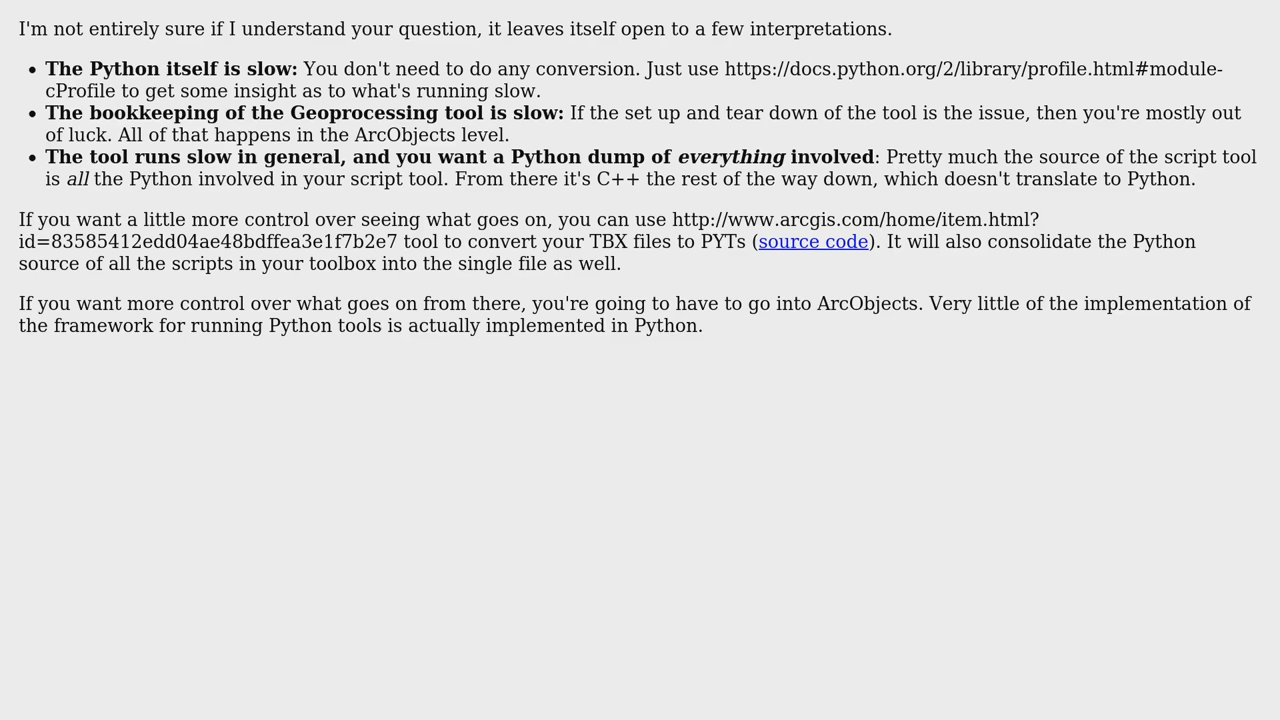 I'm not entirely sure if I understand your question, it leaves itself open to a few interpretations.
• The Python itself is slow: You don't need to do any conversion. Just use https://docs.python.org/2/library/profile.html#module-
cProfile to get some insight as to what's running slow.
• The bookkeeping of the Geoprocessing tool is slow: If the set up and tear down of the tool is the issue, then you're mostly out
of luck. All of that happens in the ArcObjects level.
• The tool runs slow in general, and you want a Python dump of everything involved: Pretty much the source of the script tool
is all the Python involved in your script tool. From there it's C++ the rest of the way down, which doesn't translate to Python.
If you want a little more control over seeing what goes on, you can use http://www.arcgis.com/home/item.html?
id=83585412edd04ae48bdffea3e1f7b2e7 tool to convert your TBX files to PYTs (source code). It will also consolidate the Python
source of all the scripts in your toolbox into the single file as well.
If you want more control over what goes on from there, you're going to have to go into ArcObjects. Very little of the implementation of
the framework for running Python tools is actually implemented in Python.